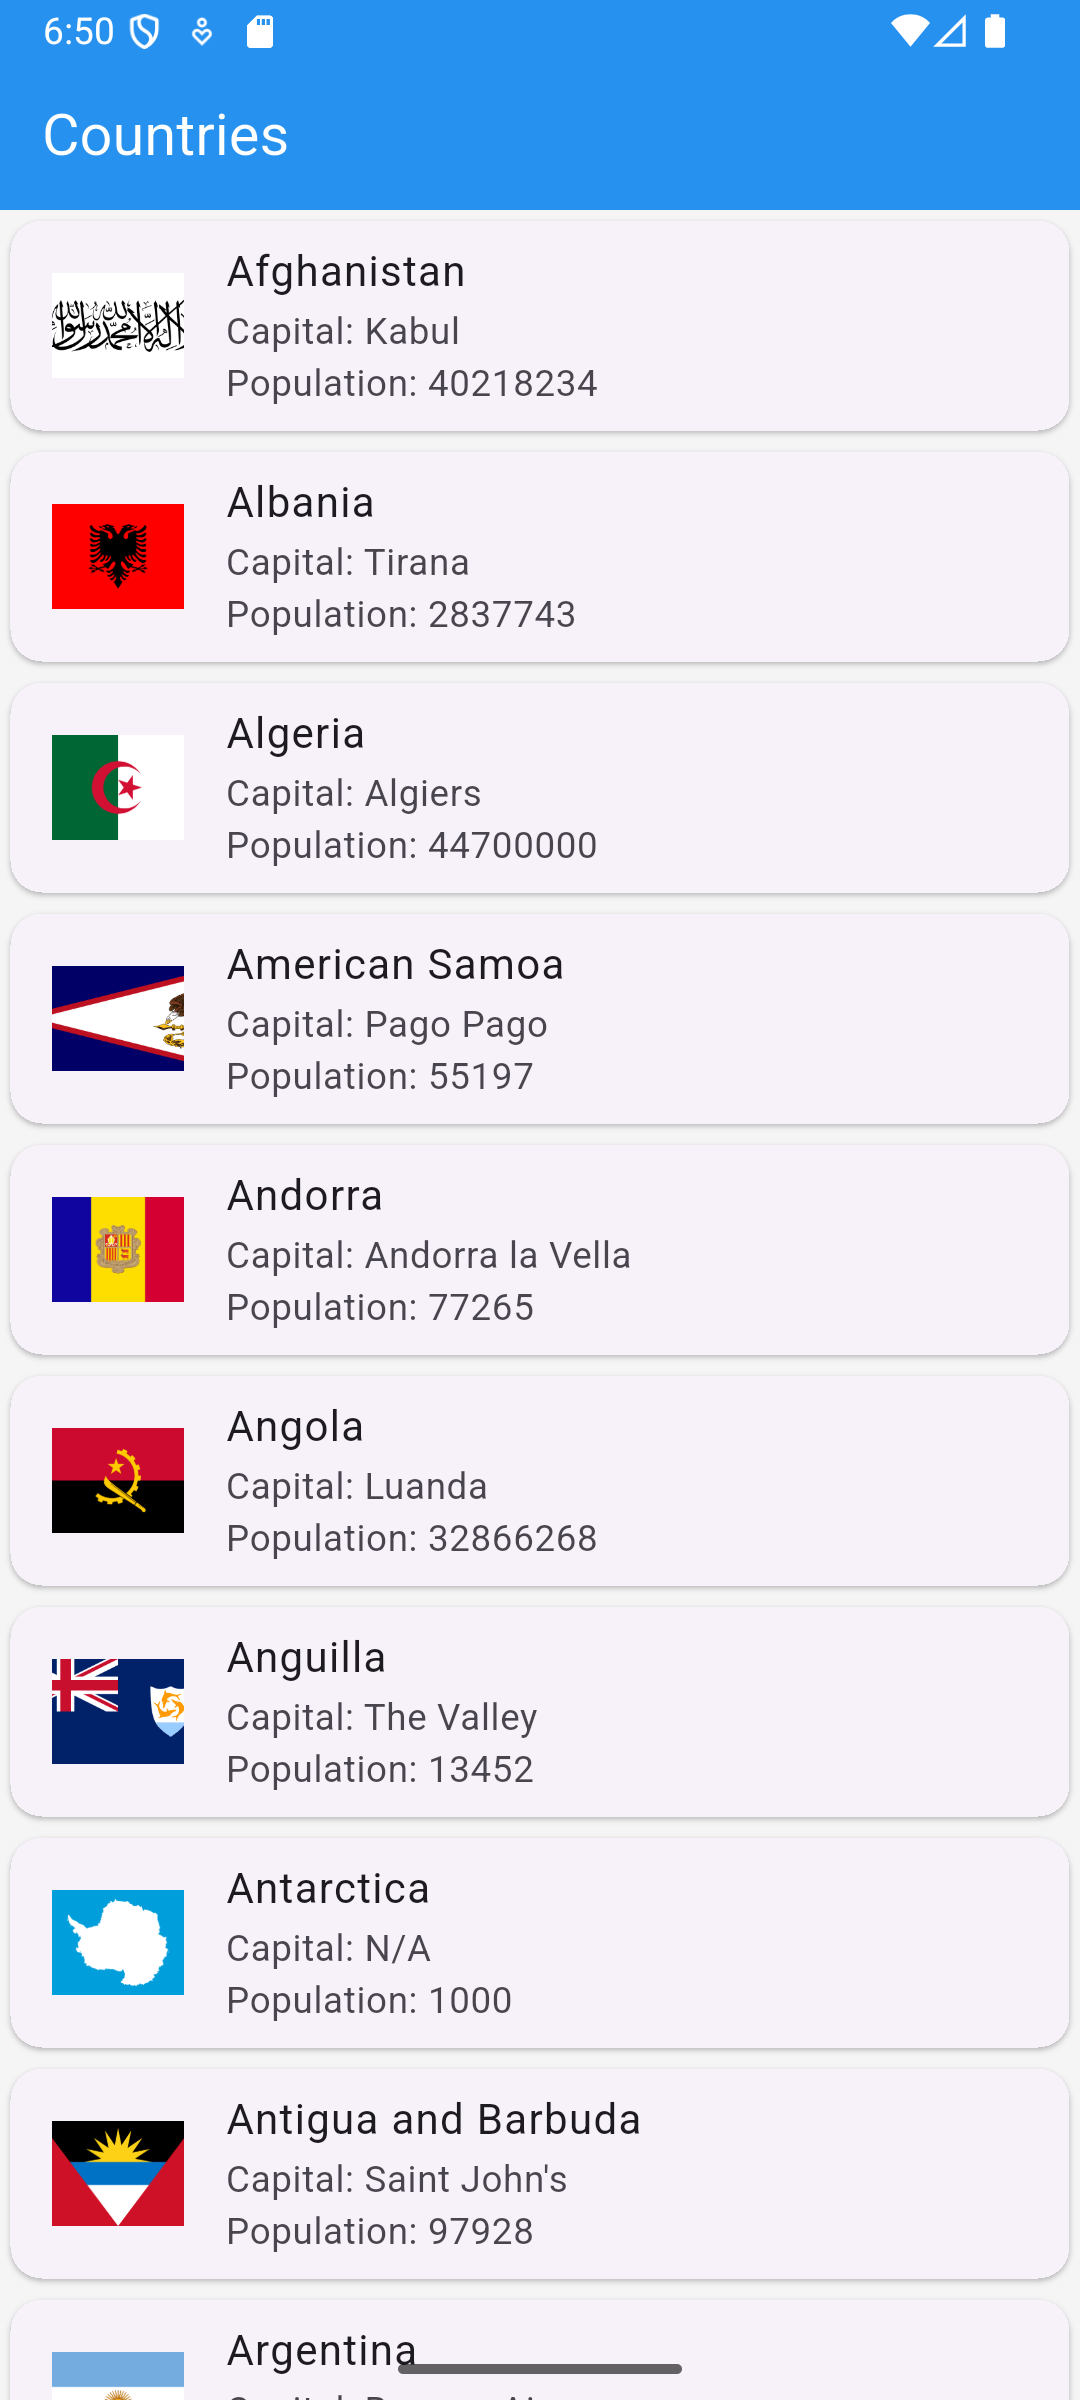 6:50
Countries
Afghanistan
Capital: Kabul
Population: 40218234
Albania
Capital: Tirana
Population: 2837743
Algeria
Capital: Algiers
Population: 44700000
American Samoa
Capital: Pago Pago
Population: 55197
Andorra
Capital: Andorra la Vella
Population: 77265
Angola
Capital: Luanda
Population: 32866268
Anguilla
Capital: The Valley
Population: 13452
Antarctica
Capital: N/A
Population: 1000
Antigua and Barbuda
Capital: Saint John's
Population: 97928
Argentina